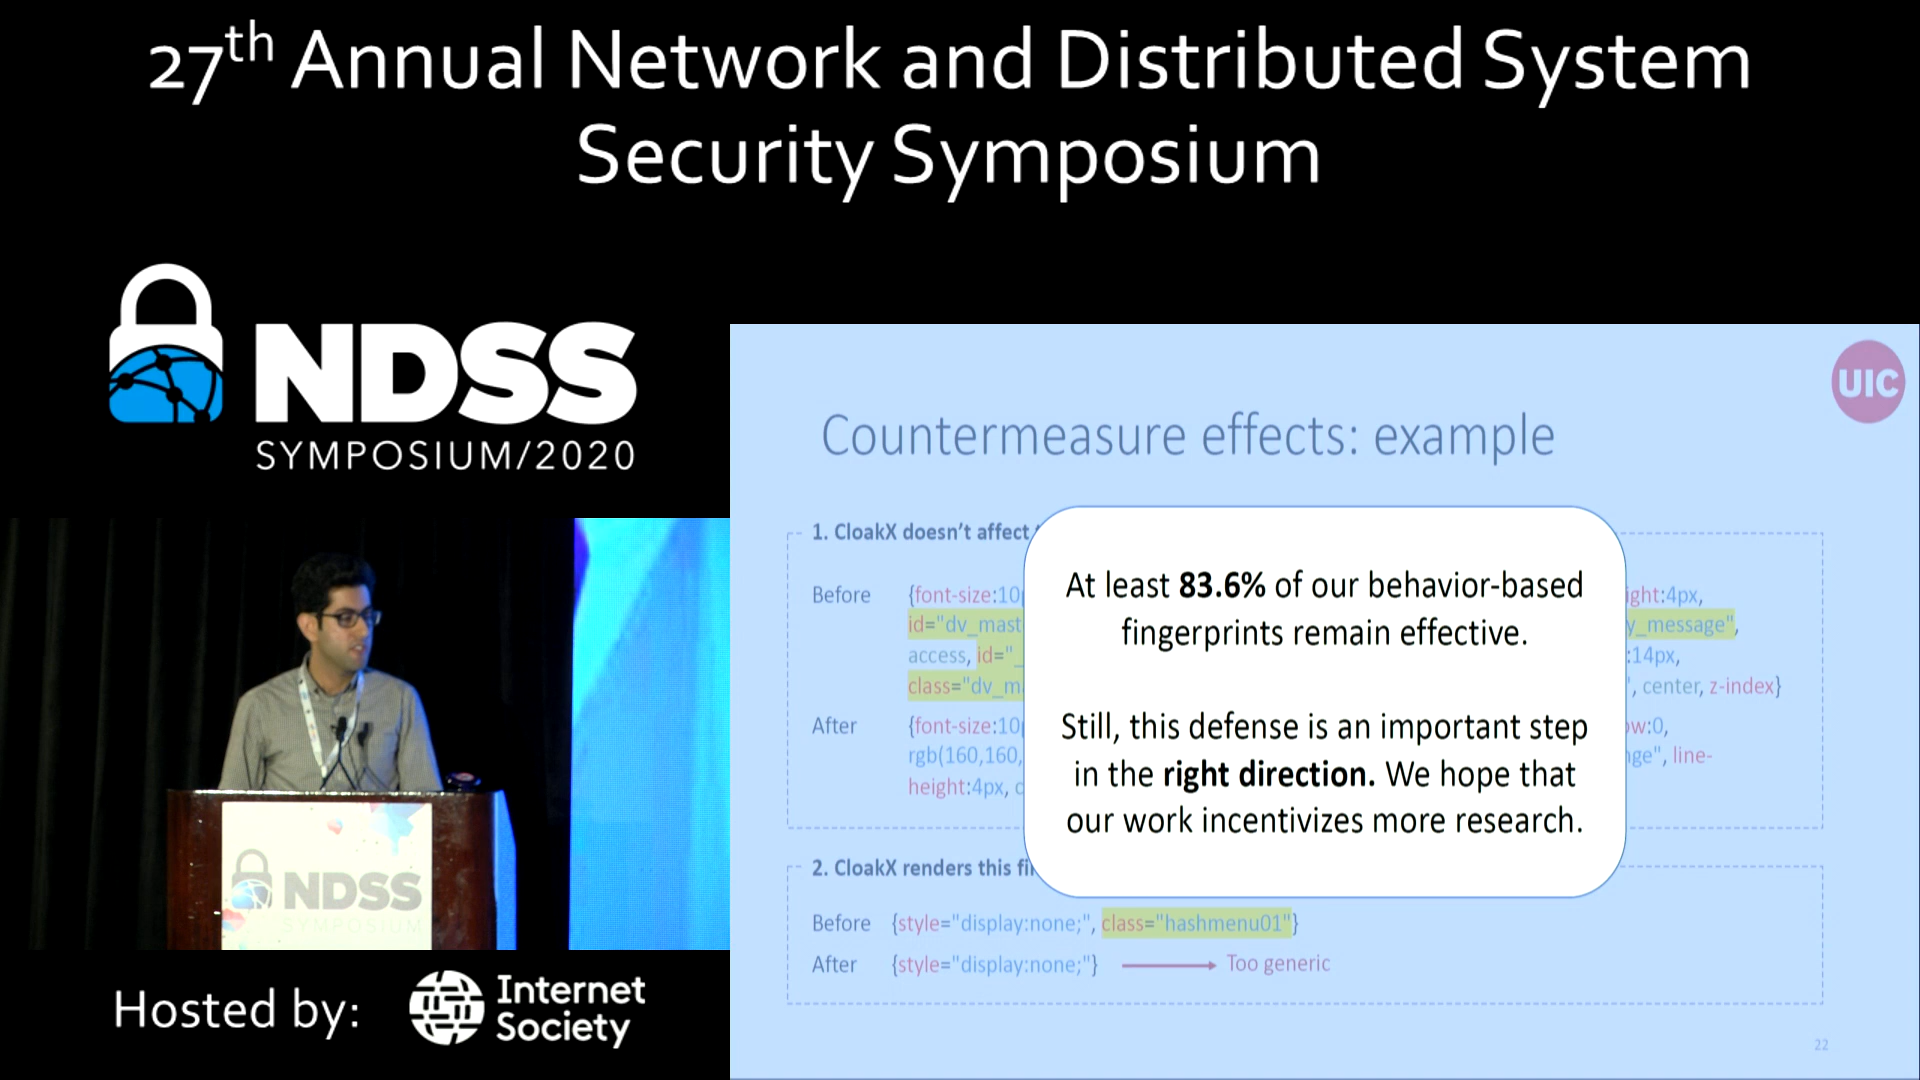 27th Annual Network and Distributed System
Security Symposium
NDSS
SYMPOSIUM/2020
UIC
Countermeasure effects: example
1. CloakX doesn't affect
Before {font-size:10 ight:4px,
id="dv_mast y_message",
access, id="_ :14px,
class="dv_m ", center, z-index}
After {font-size:10 ow:0,
rgb(160,160, nge", line-
height:4px, c
At least 83.6% of our behavior-based
fingerprints remain effective.
Still, this defense is an important step
in the right direction. We hope that
our work incentivizes more research.
2. CloakX renders this fi
Before {style="display:none;", class="hashmenu01"}
After {style="display:none;"} Too generic
22
NDSS
SYMPOSIUM
Hosted by:
Internet
Society